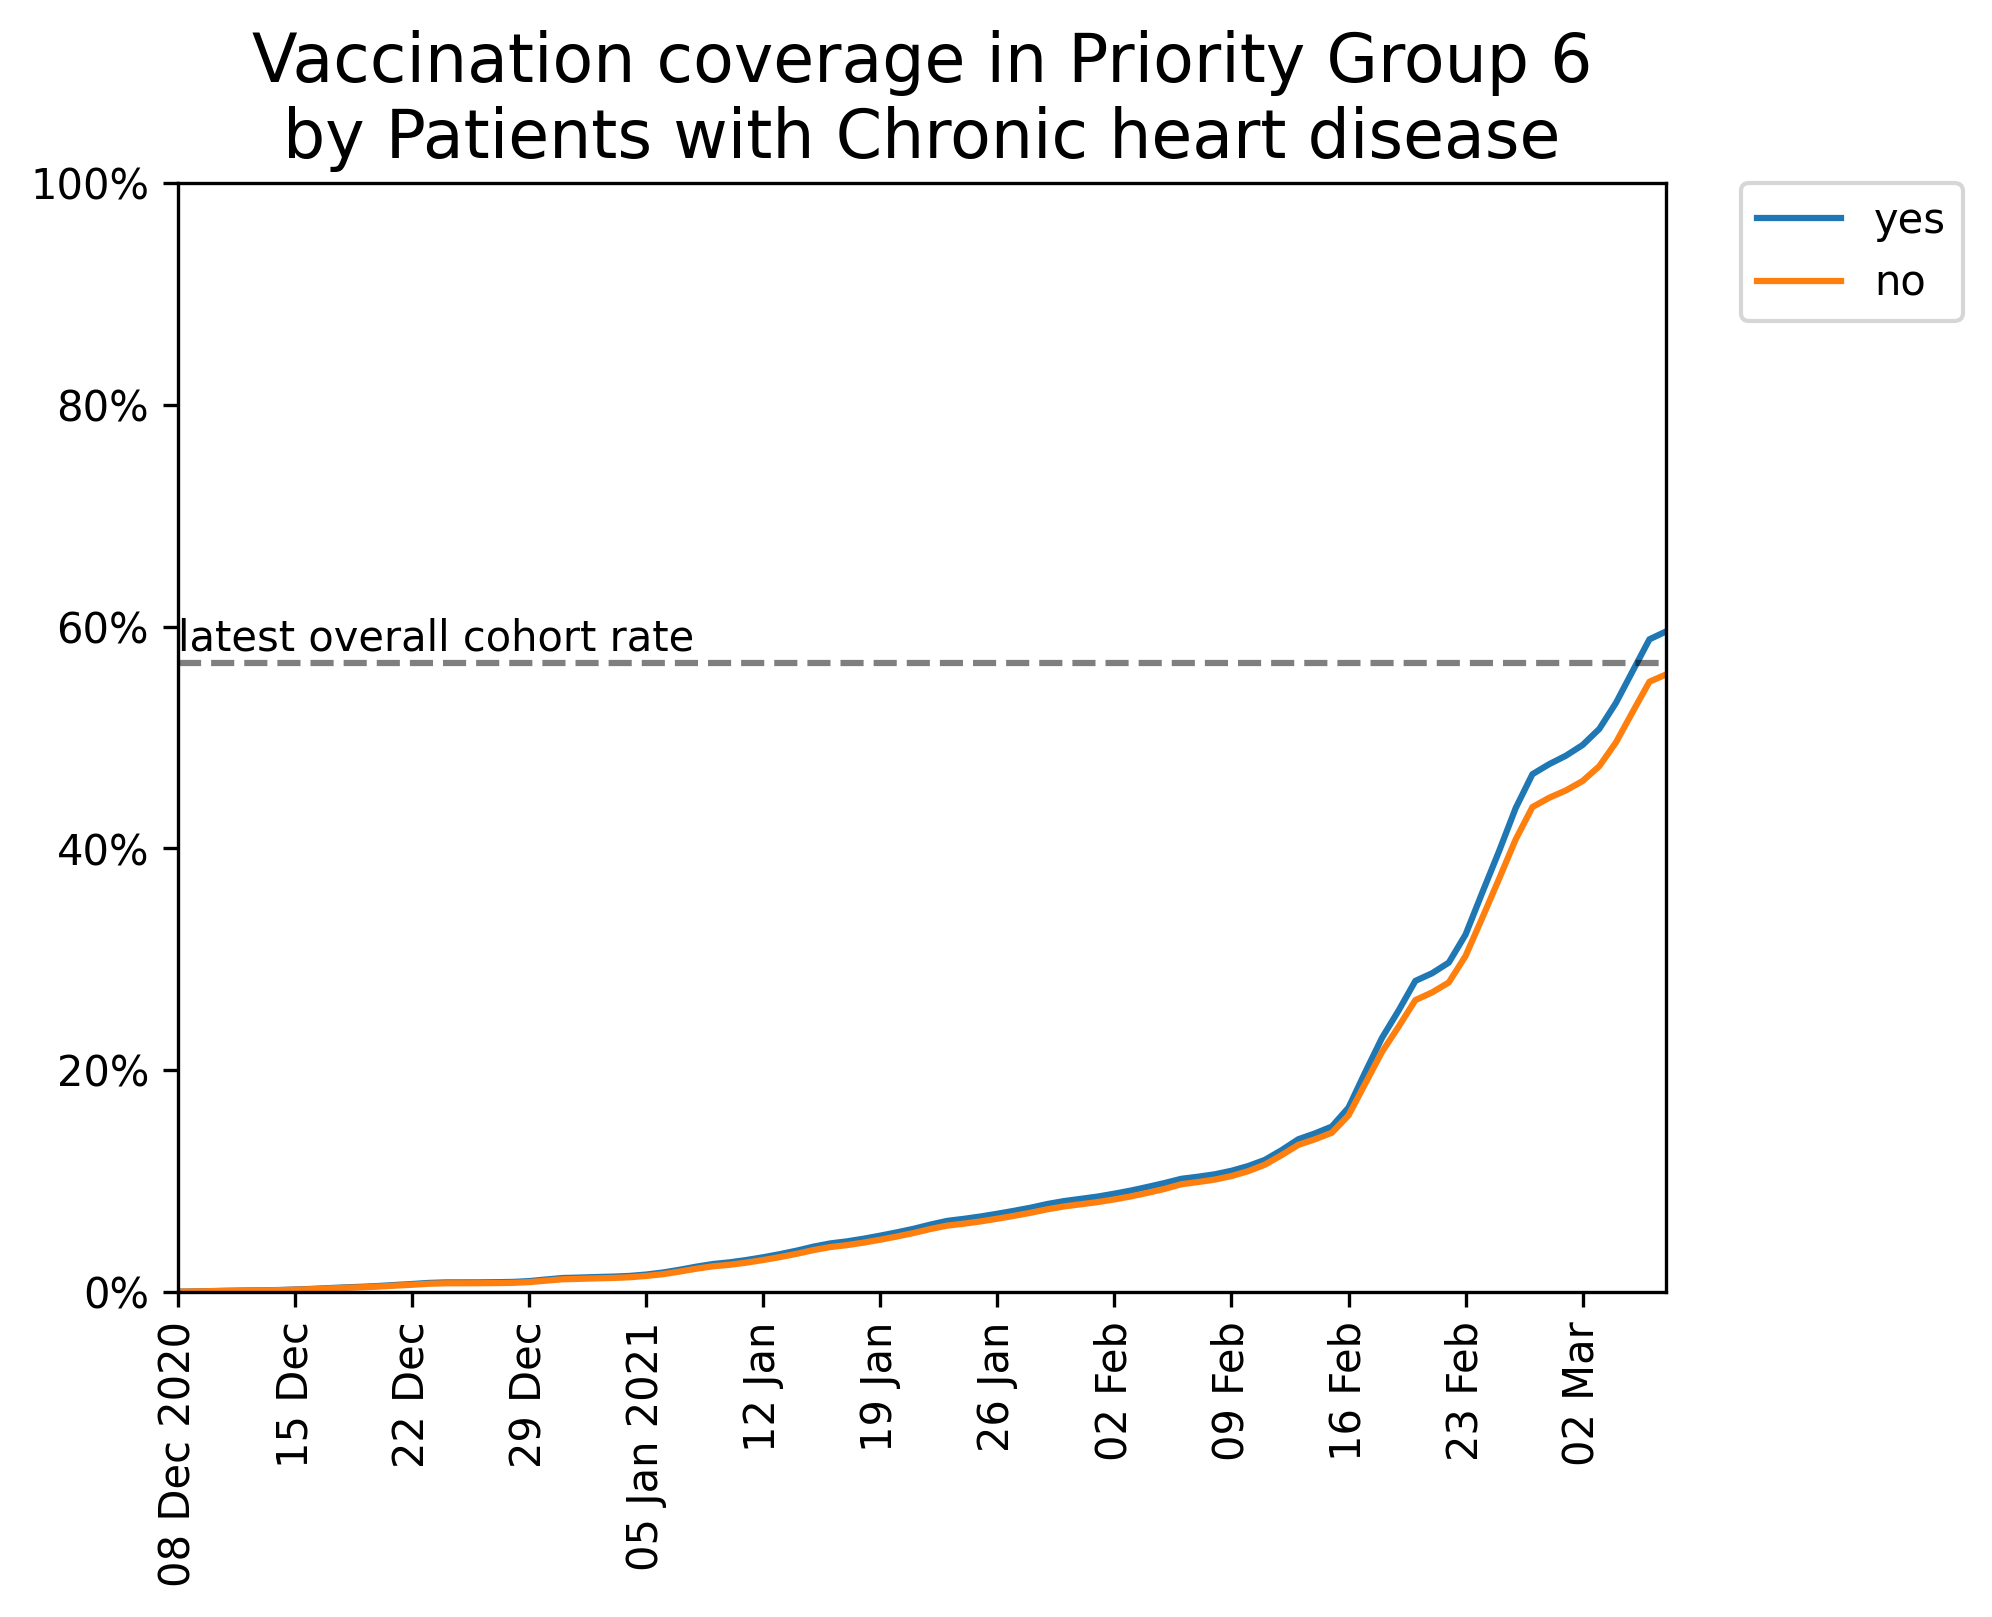 Vaccination coverage in Priority Group 6
by Patients with Chronic heart disease
100%
80%
60%
40%
20%
0%
latest overall cohort rate
yes
no
08 Dec 2020
15 Dec
22 Dec
29 Dec
05 Jan 2021
12 Jan
19 Jan
26 Jan
02 Feb
09 Feb
16 Feb
23 Feb
02 Mar